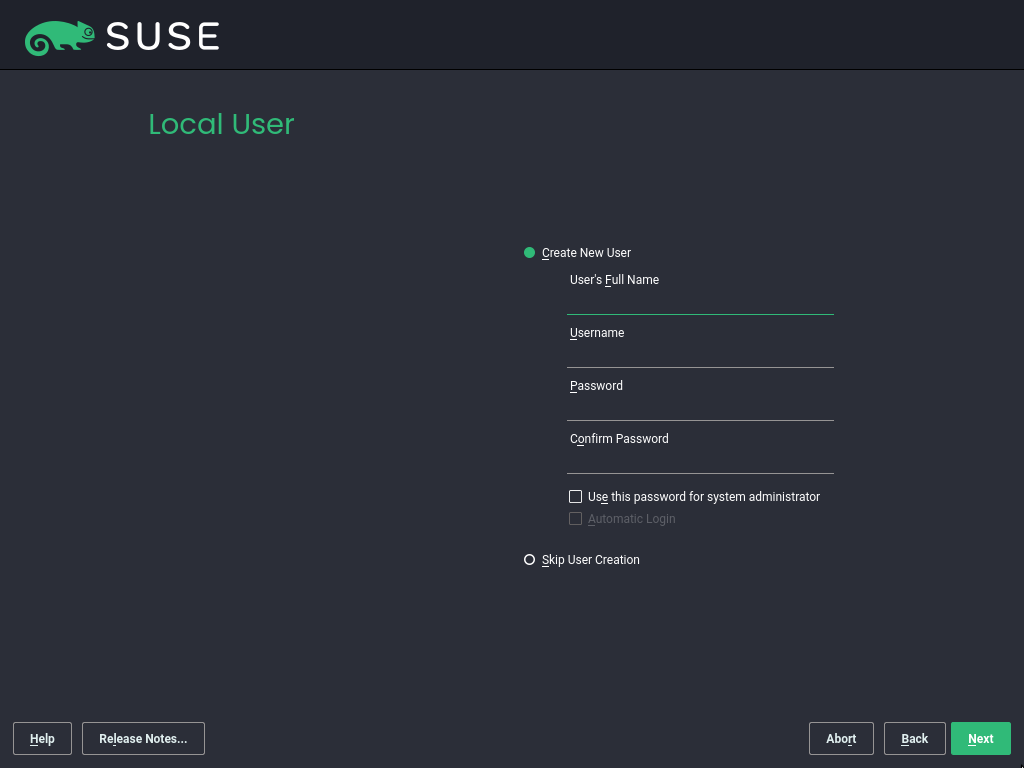 SUSE
Local User
Create New User
User's Full Name
Username
Password
Confirm Password
Use this password for system administrator
Automatic Login
Skip User Creation
Help
Release Notes...
Abort
Back
Next